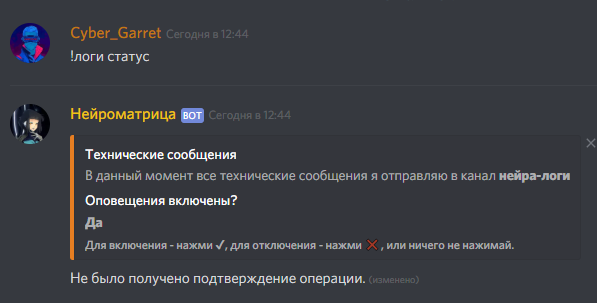 Cyber_Garret Сегодня в 12:44
!логи статус
Нейроматрица БОТ Сегодня в 12:44
Технические сообщения
В данный момент все технические сообщения я отправляю в канал нейра-логи
Оповещения включены?
Да
Для включения - нажми ✔, для отключения - нажми ❌ , или ничего не нажимай.
Не было получено подтверждение операции. (изменено)